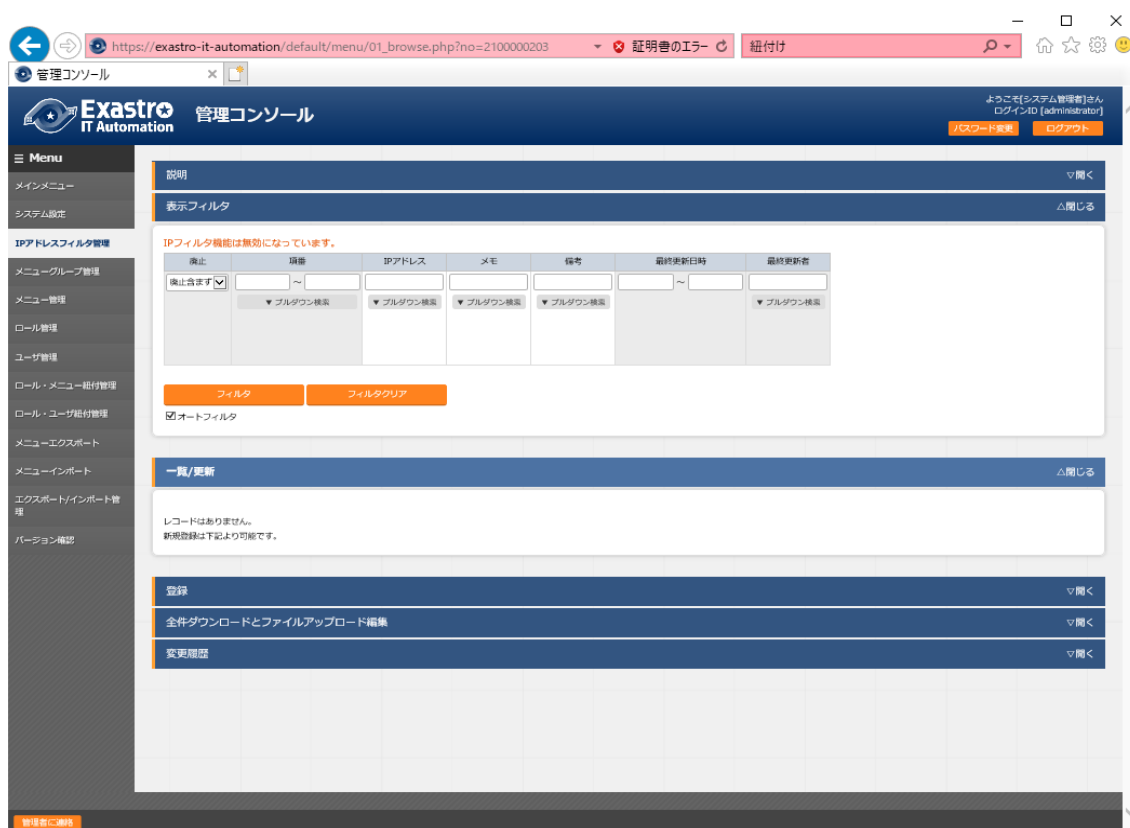 https://exastro-it-automation/default/menu/01_browse.php?no=2100000203
証明書のエラー
紐付け
管理コンソール
Exastro
IT Automation
管理コンソール
ようこそ[システム管理者]さん
ログインID [administrator]
パスワード変更
ログアウト
Menu
メインメニュー
システム設定
IPアドレスフィルタ管理
メニューグループ管理
メニュー管理
ロール管理
ユーザ管理
ロール・メニュー紐付管理
ロール・ユーザ紐付管理
メニューエクスポート
メニューインポート
エクスポート/インポート管
理
バージョン確認
説明 ▽開く
表示フィルタ △閉じる
IPフィルタ機能は無効になっています。
廃止 項番 IPアドレス メモ 備考 最終更新日時 最終更新者
廃止含まず ～ ～
▼ プルダウン検索 ▼ プルダウン検索 ▼ プルダウン検索 ▼ プルダウン検索 ▼ プルダウン検索
フィルタ フィルタクリア
オートフィルタ
一覧/更新 △閉じる
レコードはありません。
新規登録は下記より可能です。
登録 ▽開く
全件ダウンロードとファイルアップロード編集 ▽開く
変更履歴 ▽開く
管理者に連絡